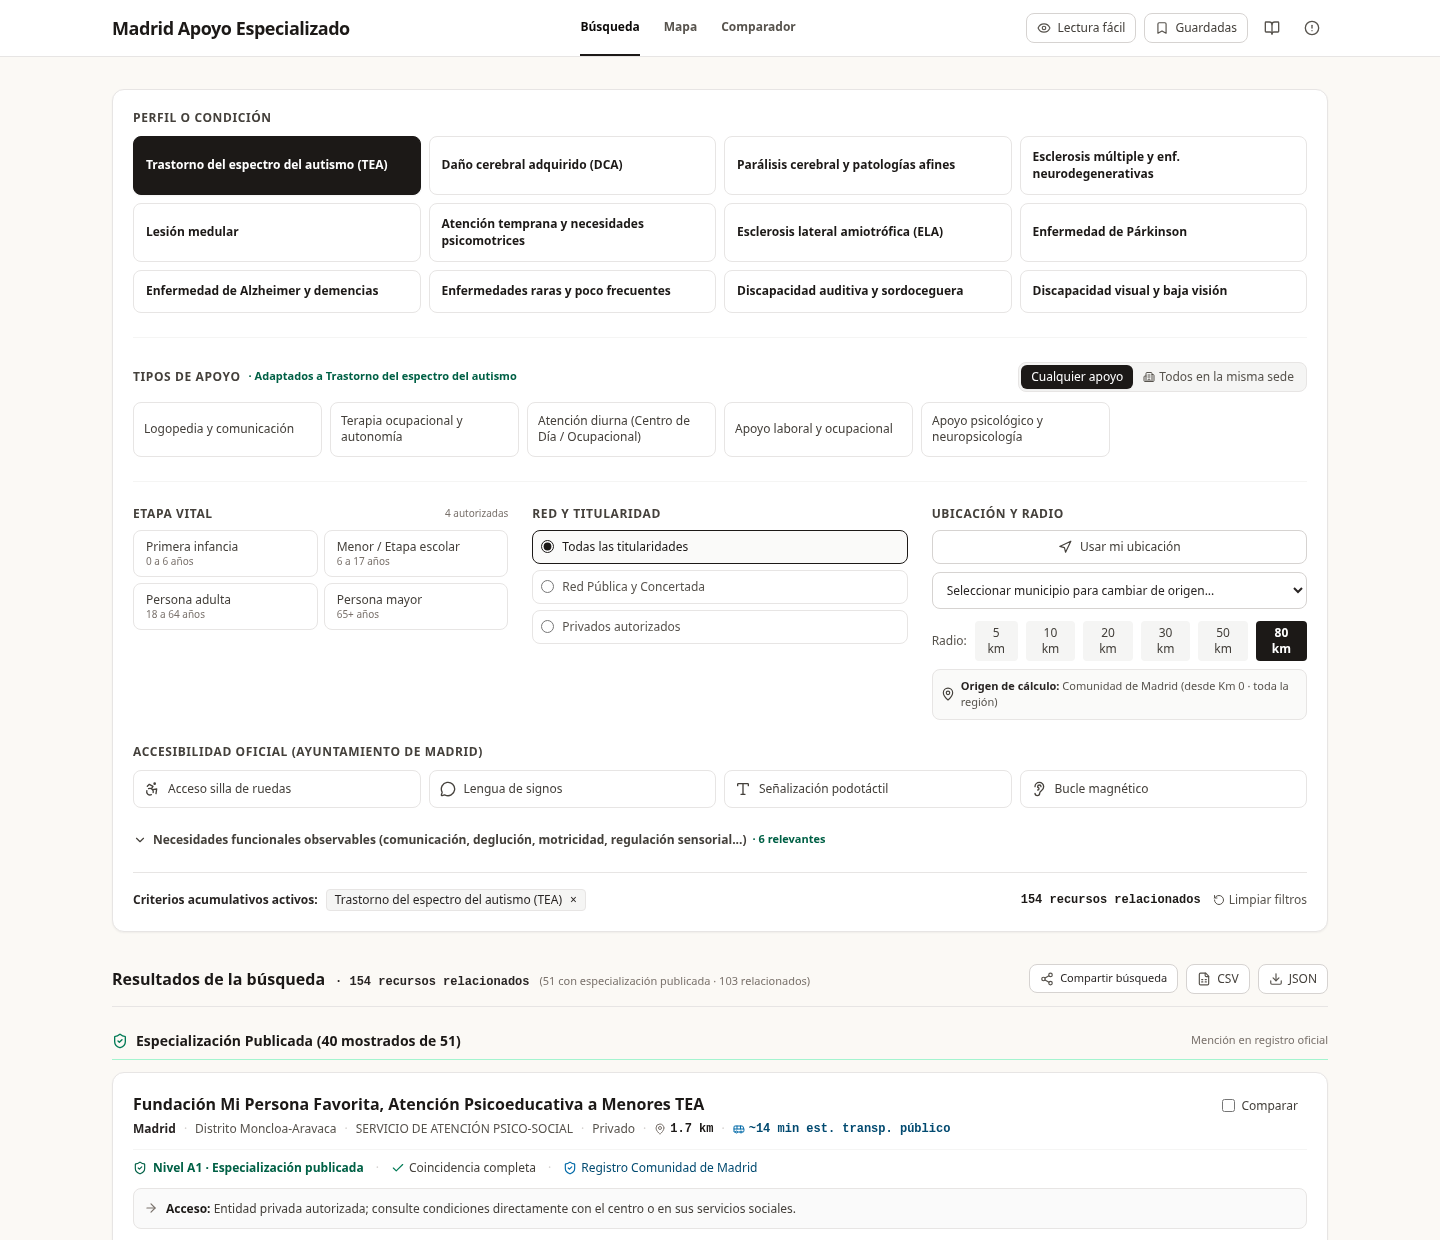 Madrid Apoyo Especializado
Búsqueda
Mapa
Comparador
Lectura fácil
Guardadas
PERFIL O CONDICIÓN
Trastorno del espectro del autismo (TEA)
Daño cerebral adquirido (DCA)
Parálisis cerebral y patologías afines
Esclerosis múltiple y enf.
neurodegenerativas
Lesión medular
Atención temprana y necesidades
psicomotrices
Esclerosis lateral amiotrófica (ELA)
Enfermedad de Párkinson
Enfermedad de Alzheimer y demencias
Enfermedades raras y poco frecuentes
Discapacidad auditiva y sordoceguera
Discapacidad visual y baja visión
TIPOS DE APOYO · Adaptados a Trastorno del espectro del autismo
Cualquier apoyo
Todos en la misma sede
Logopedia y comunicación
Terapia ocupacional y
autonomía
Atención diurna (Centro de
Día / Ocupacional)
Apoyo laboral y ocupacional
Apoyo psicológico y
neuropsicología
ETAPA VITAL
4 autorizadas
Primera infancia
0 a 6 años
Menor / Etapa escolar
6 a 17 años
Persona adulta
18 a 64 años
Persona mayor
65+ años
RED Y TITULARIDAD
Todas las titularidades
Red Pública y Concertada
Privados autorizados
UBICACIÓN Y RADIO
Usar mi ubicación
Seleccionar municipio para cambiar de origen...
Radio:
5
km
10
km
20
km
30
km
50
km
80
km
Origen de cálculo: Comunidad de Madrid (desde Km 0 · toda la
región)
ACCESIBILIDAD OFICIAL (AYUNTAMIENTO DE MADRID)
Acceso silla de ruedas
Lengua de signos
Señalización podotáctil
Bucle magnético
Necesidades funcionales observables (comunicación, deglución, motricidad, regulación sensorial...) · 6 relevantes
Criterios acumulativos activos:
Trastorno del espectro del autismo (TEA) ×
154 recursos relacionados
Limpiar filtros
Resultados de la búsqueda · 154 recursos relacionados (51 con especialización publicada · 103 relacionados)
Compartir búsqueda
CSV
JSON
Especialización Publicada (40 mostrados de 51)
Mención en registro oficial
Fundación Mi Persona Favorita, Atención Psicoeducativa a Menores TEA
Comparar
Madrid · Distrito Moncloa-Aravaca · SERVICIO DE ATENCIÓN PSICO-SOCIAL · Privado · 1.7 km · ~14 min est. transp. público
Nivel A1 · Especialización publicada · Coincidencia completa · Registro Comunidad de Madrid
Acceso: Entidad privada autorizada; consulte condiciones directamente con el centro o en sus servicios sociales.